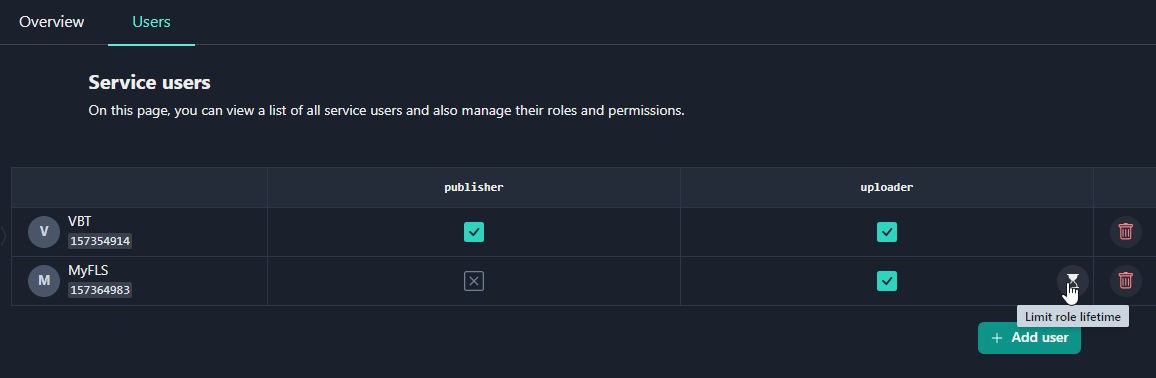 Overview Users
Service users
On this page, you can view a list of all service users and also manage their roles and permissions.
publisher uploader
V VBT
157354914
M MyFLS
157364983
Limit role lifetime
+ Add user